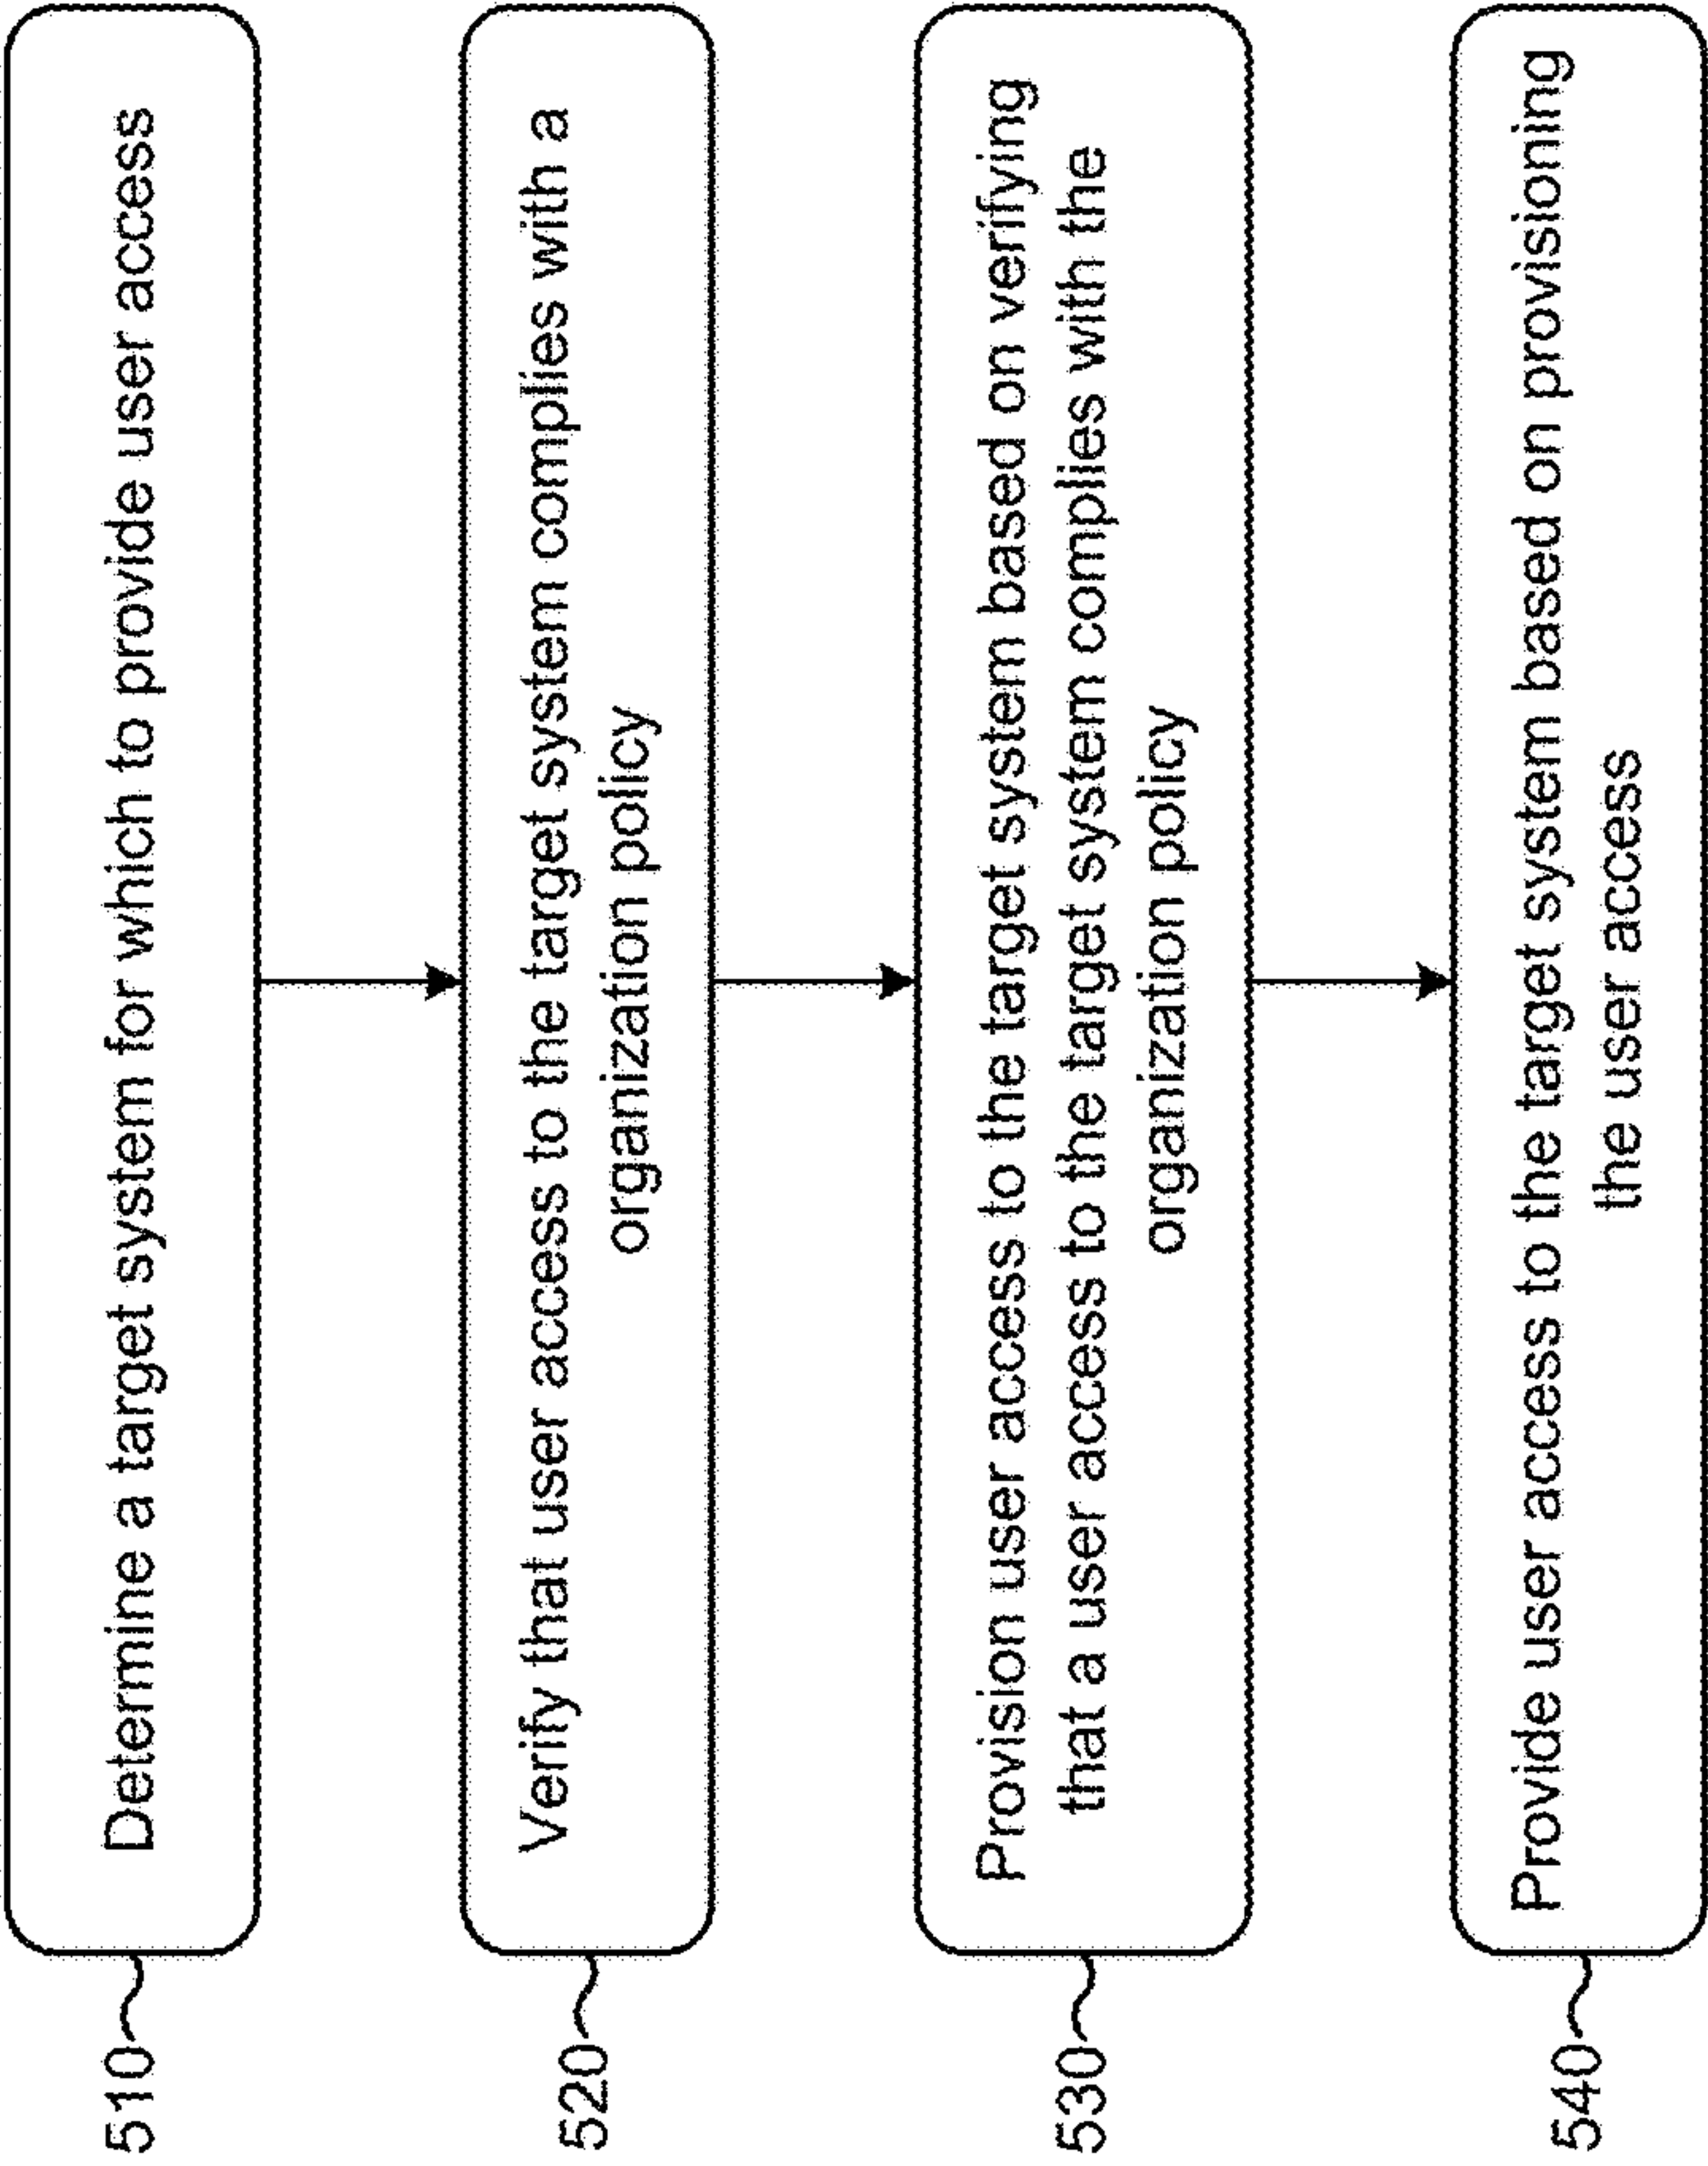 510
Determine a target system for which to provide user access
520
Verify that user access to the target system complies with a
organization policy
530
Provision user access to the target system based on verifying
that a user access to the target system complies with the
organization policy
540
Provide user access to the target system based on provisioning
the user access